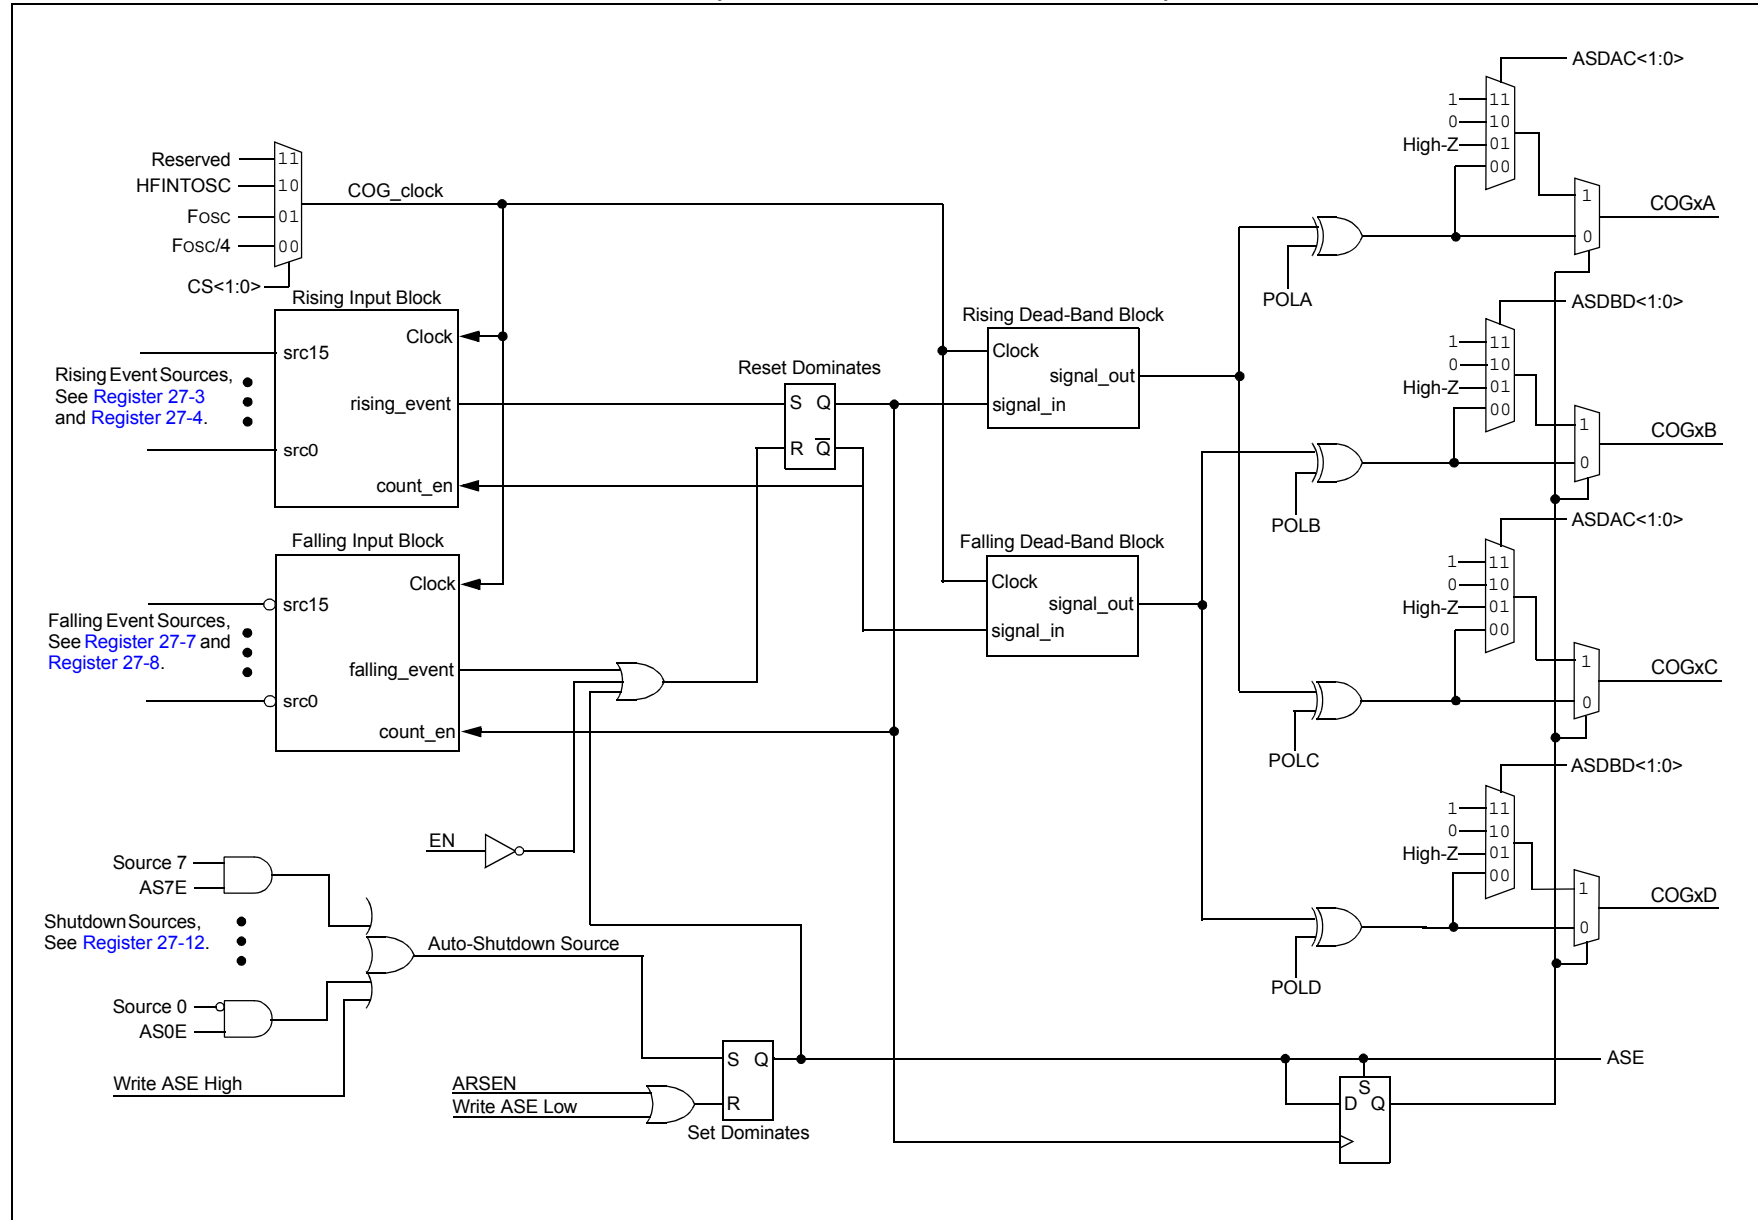 ASDAC<1:0>
1 11
0 10
High-Z 01
00
1
0
COGxA
POLA
Reserved 11
HFINTOSC 10
FOSC 01
FOSC/4 00
CS<1:0>
COG_clock
Rising Input Block
Clock
src15
rising_event
src0
count_en
Rising Event Sources,
See Register 27-3
and Register 27-4.
Reset Dominates
S Q
R Q̅
Rising Dead-Band Block
Clock
signal_out
signal_in
ASDBD<1:0>
1 11
0 10
High-Z 01
00
1
0
COGxB
POLB
Falling Input Block
Clock
src15
falling_event
src0
count_en
Falling Event Sources,
See Register 27-7 and
Register 27-8.
Falling Dead-Band Block
Clock
signal_out
signal_in
ASDAC<1:0>
1 11
0 10
High-Z 01
00
1
0
COGxC
POLC
ASDBD<1:0>
1 11
0 10
High-Z 01
00
1
0
COGxD
POLD
EN
Source 7
AS7E
Shutdown Sources,
See Register 27-12.
Source 0
AS0E
Write ASE High
Auto-Shutdown Source
ARSEN
Write ASE Low
S Q
R
Set Dominates
S
D Q
ASE